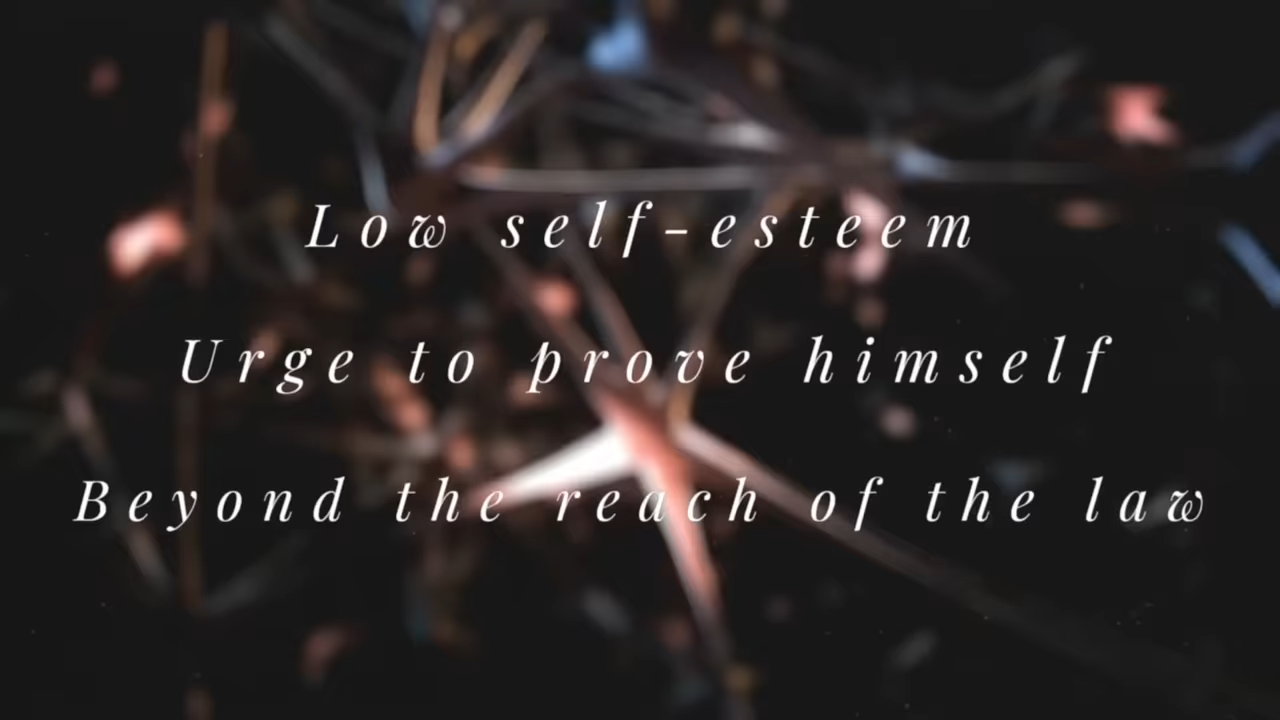 Low self-esteem
Urge to prove himself
Beyond the reach of the law